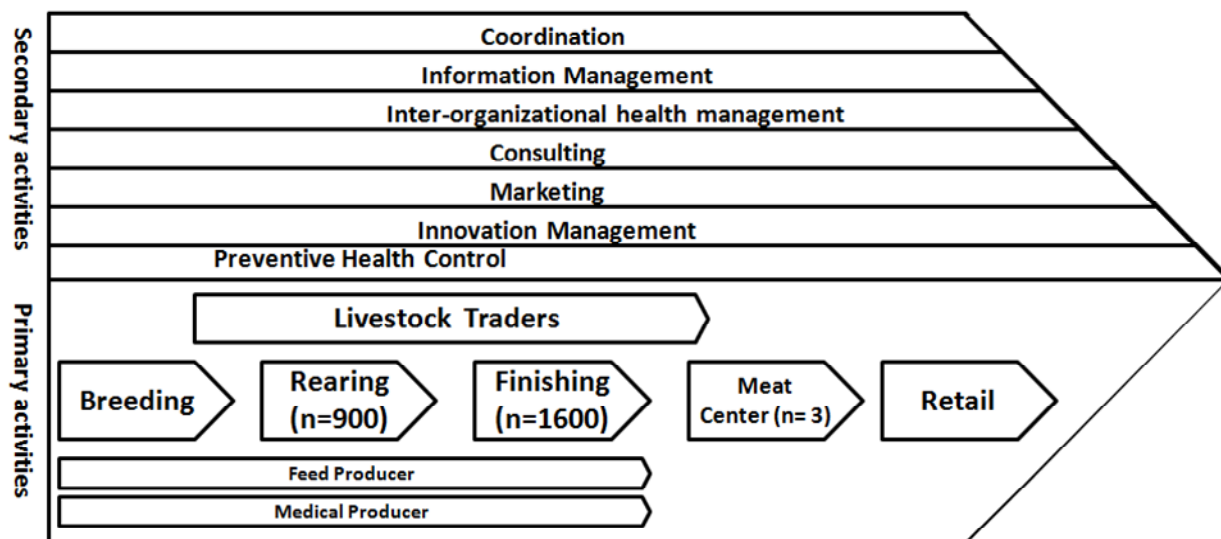 Secondary activities
Coordination
Information Management
Inter-organizational health management
Consulting
Marketing
Innovation Management
Preventive Health Control
Primary activities
Livestock Traders
Breeding
Rearing
(n=900)
Finishing
(n=1600)
Meat
Center (n= 3)
Retail
Feed Producer
Medical Producer